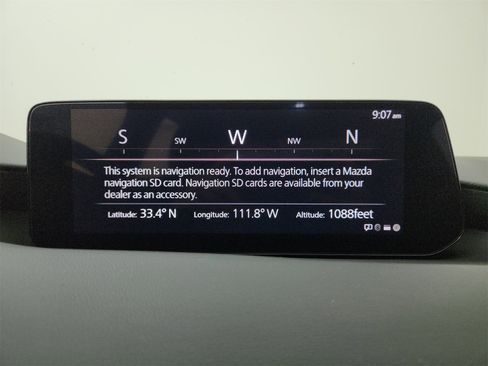 9:07 am
S SW W NW N
This system is navigation ready. To add navigation, insert a Mazda
navigation SD card. Navigation SD cards are available from your
dealer as an accessory.
Latitude: 33.4° N Longitude: 111.8° W Altitude: 1088feet